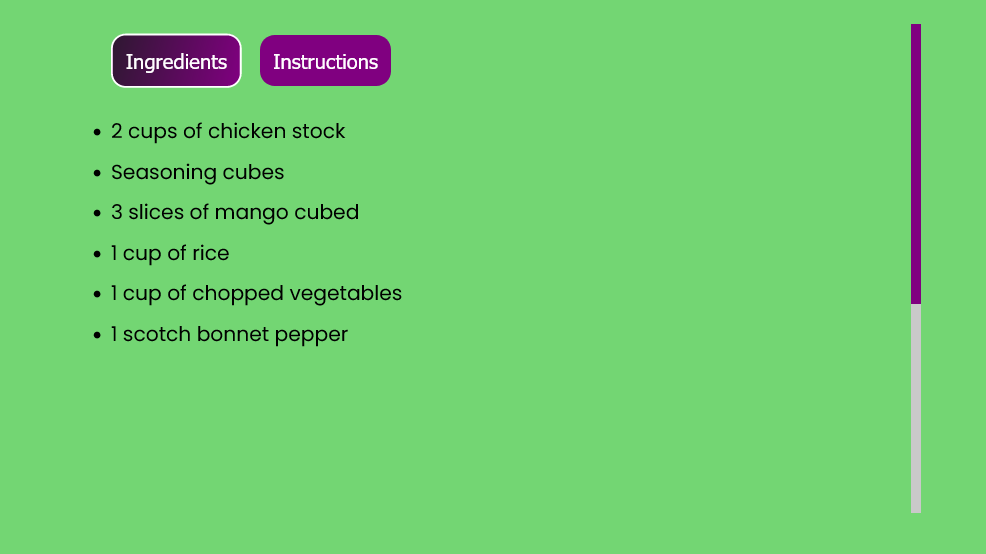 Ingredients Instructions
2 cups of chicken stock
Seasoning cubes
3 slices of mango cubed
1 cup of rice
1 cup of chopped vegetables
1 scotch bonnet pepper